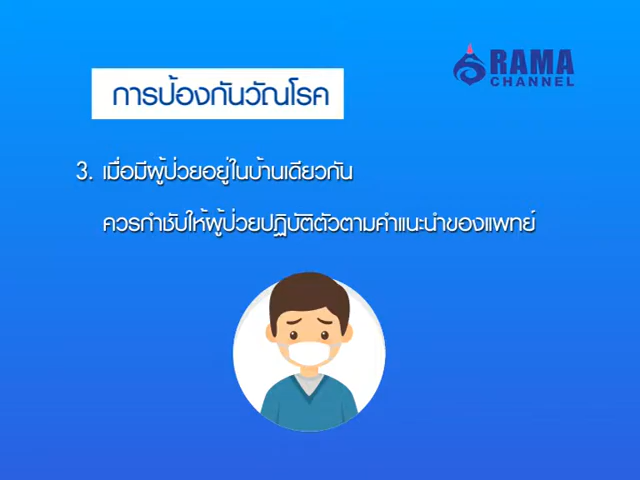 RAMA
CHANNEL
การป้องกันวัณโรค
3. เมื่อมีผู้ป่วยอยู่ในบ้านเดียวกัน
ควรกำชับให้ผู้ป่วยปฏิบัติตัวตามคำแนะนำของแพทย์